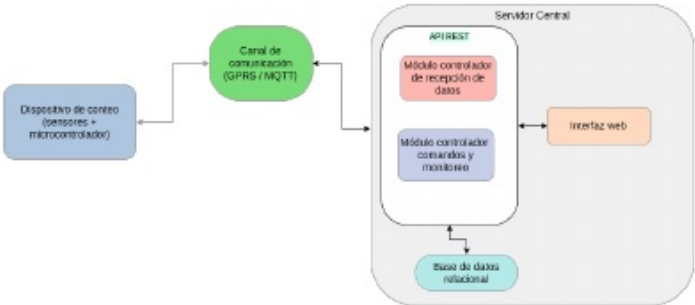 Servidor Central
API REST
Canal de
comunicación
(GPRS / MQTT)
Módulo controlador
de recepción de
datos
Dispositivo de conteo
(sensores +
microcontrolador)
Interfaz web
Módulo controlador
comandos y
monitoreo
Base de datos
relacional